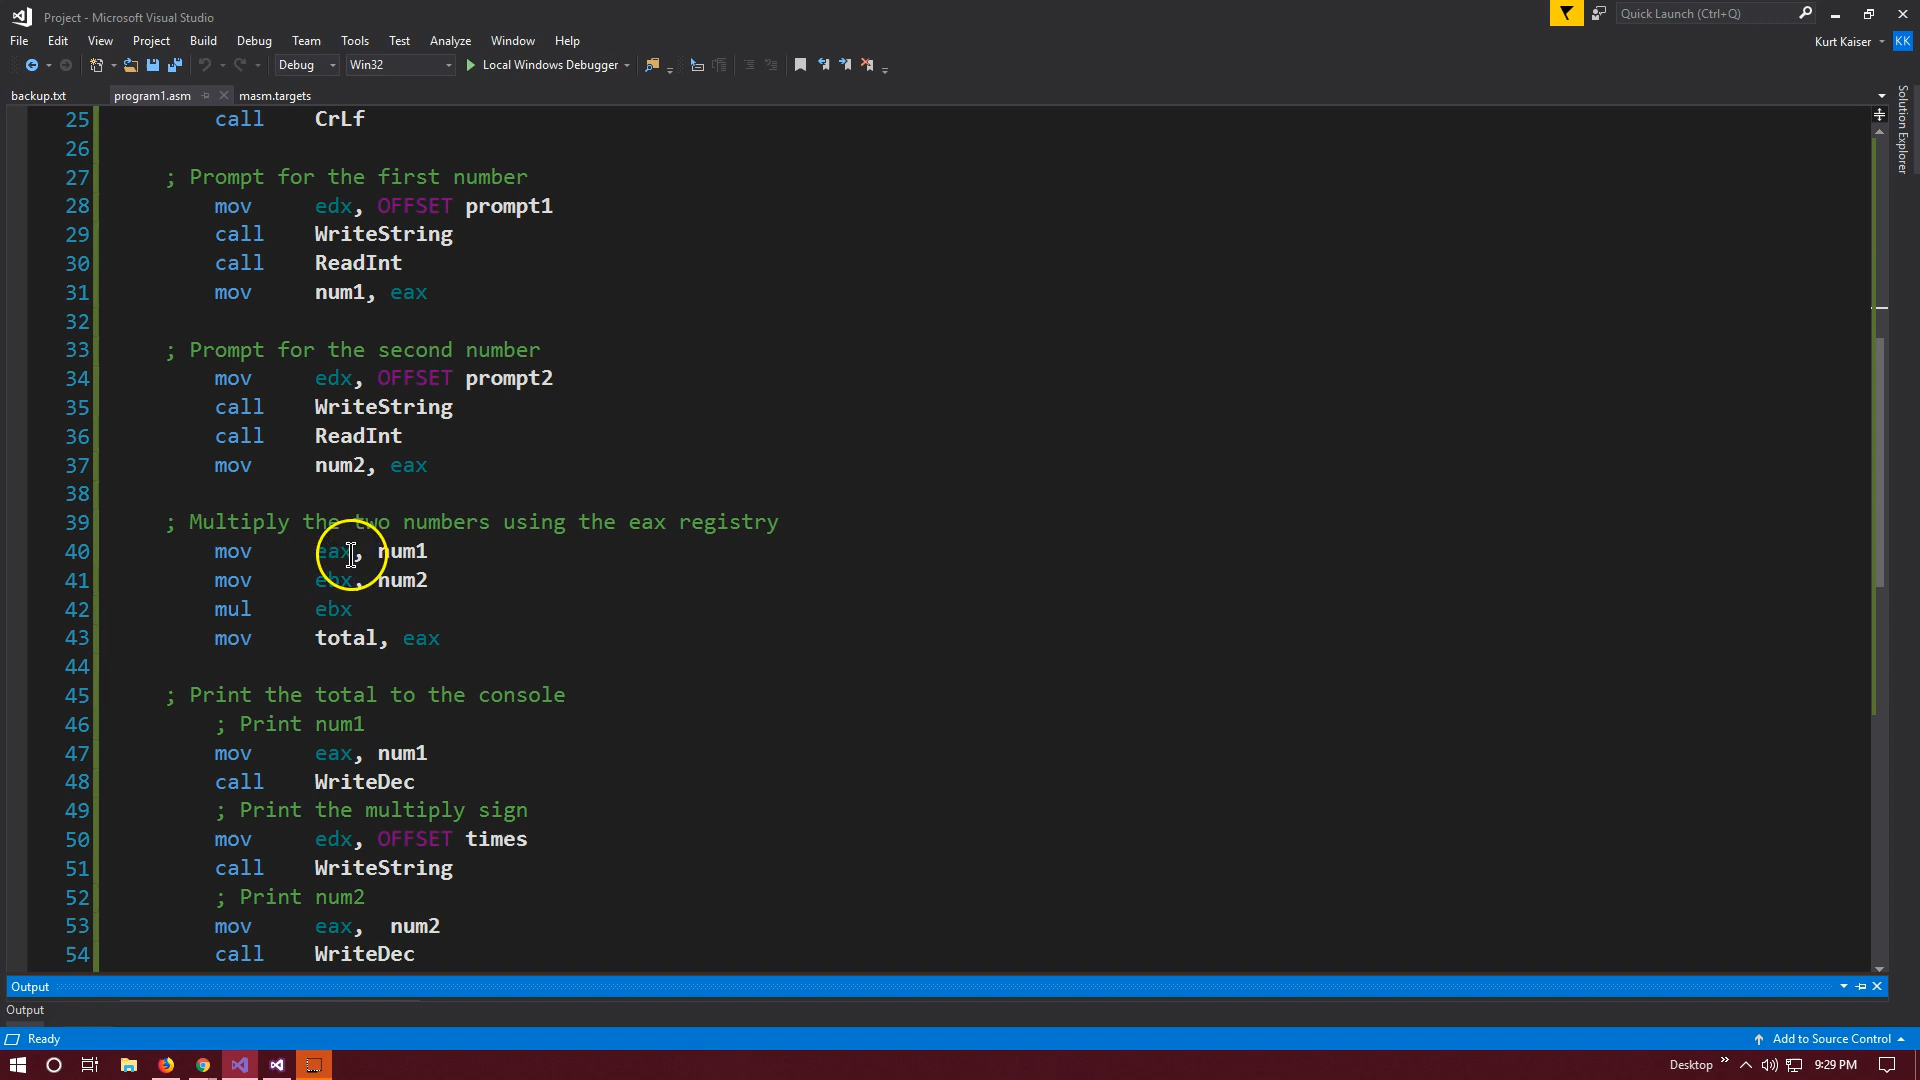 Project - Microsoft Visual Studio
Quick Launch (Ctrl+Q)
File Edit View Project Build Debug Team Tools Test Analyze Window Help
Kurt Kaiser KK
Debug Win32 Local Windows Debugger
backup.txt program1.asm masm.targets
Solution Explorer
25 call CrLf
26
27 ; Prompt for the first number
28 mov edx, OFFSET prompt1
29 call WriteString
30 call ReadInt
31 mov num1, eax
32
33 ; Prompt for the second number
34 mov edx, OFFSET prompt2
35 call WriteString
36 call ReadInt
37 mov num2, eax
38
39 ; Multiply the two numbers using the eax registry
40 mov eax, num1
41 mov ebx, num2
42 mul ebx
43 mov total, eax
44
45 ; Print the total to the console
46 ; Print num1
47 mov eax, num1
48 call WriteDec
49 ; Print the multiply sign
50 mov edx, OFFSET times
51 call WriteString
52 ; Print num2
53 mov eax, num2
54 call WriteDec
Output
Output
Ready
Add to Source Control
Desktop 9:29 PM